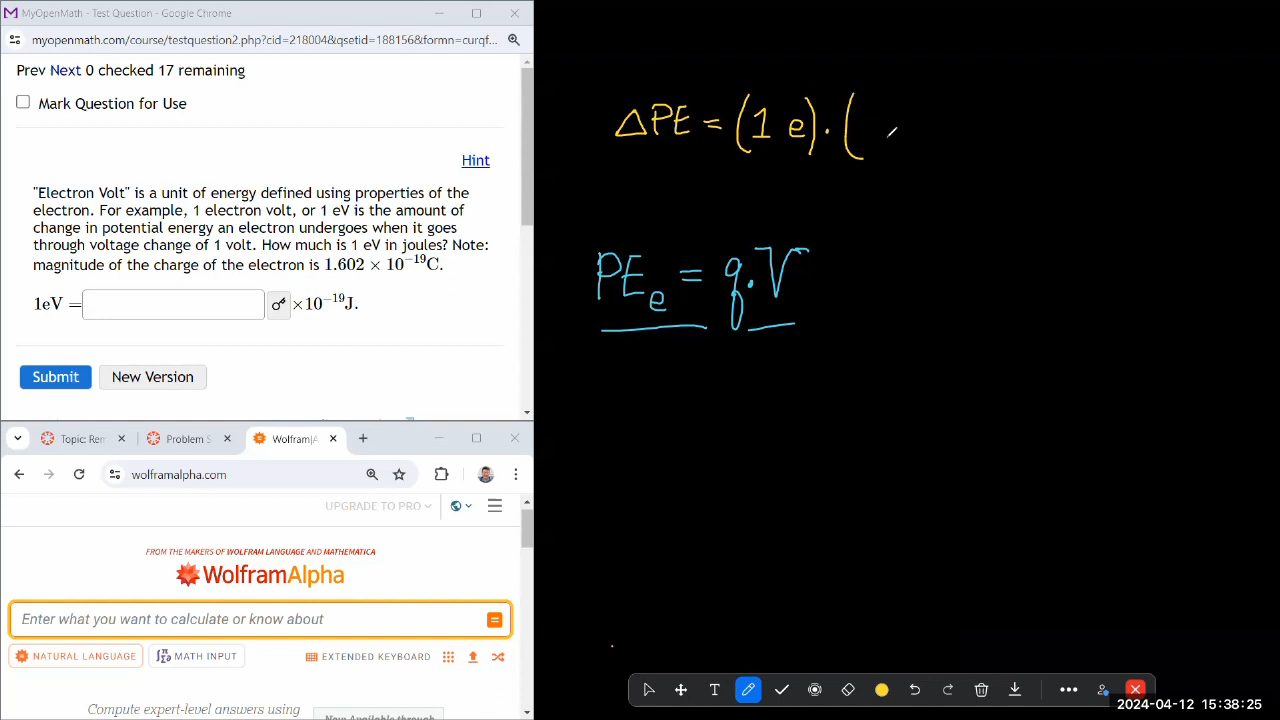 MyOpenMath - Test Question - Google Chrome
myopenmath.com/course/testquestion2.php?cid=218004&qsetid=188156&formn=curqf...
Prev Next 0 checked 17 remaining
Mark Question for Use
Hint
"Electron Volt" is a unit of energy defined using properties of the
electron. For example, 1 electron volt, or 1 eV is the amount of
change in potential energy an electron undergoes when it goes
through voltage change of 1 volt. How much is 1 eV in joules? Note:
magnitude of the charge of the electron is 1.602 × 10⁻¹⁹C.
1eV = ×10⁻¹⁹J.
Submit New Version
Topic Rem
Problem S
Wolfram|A
wolframalpha.com
UPGRADE TO PRO
FROM THE MAKERS OF WOLFRAM LANGUAGE AND MATHEMATICA
WolframAlpha
Enter what you want to calculate or know about
NATURAL LANGUAGE MATH INPUT EXTENDED KEYBOARD
Compute expert-level answers using
ΔPE = (1 e) · (
PEₑ = q · V
2024-04-12 15:38:25